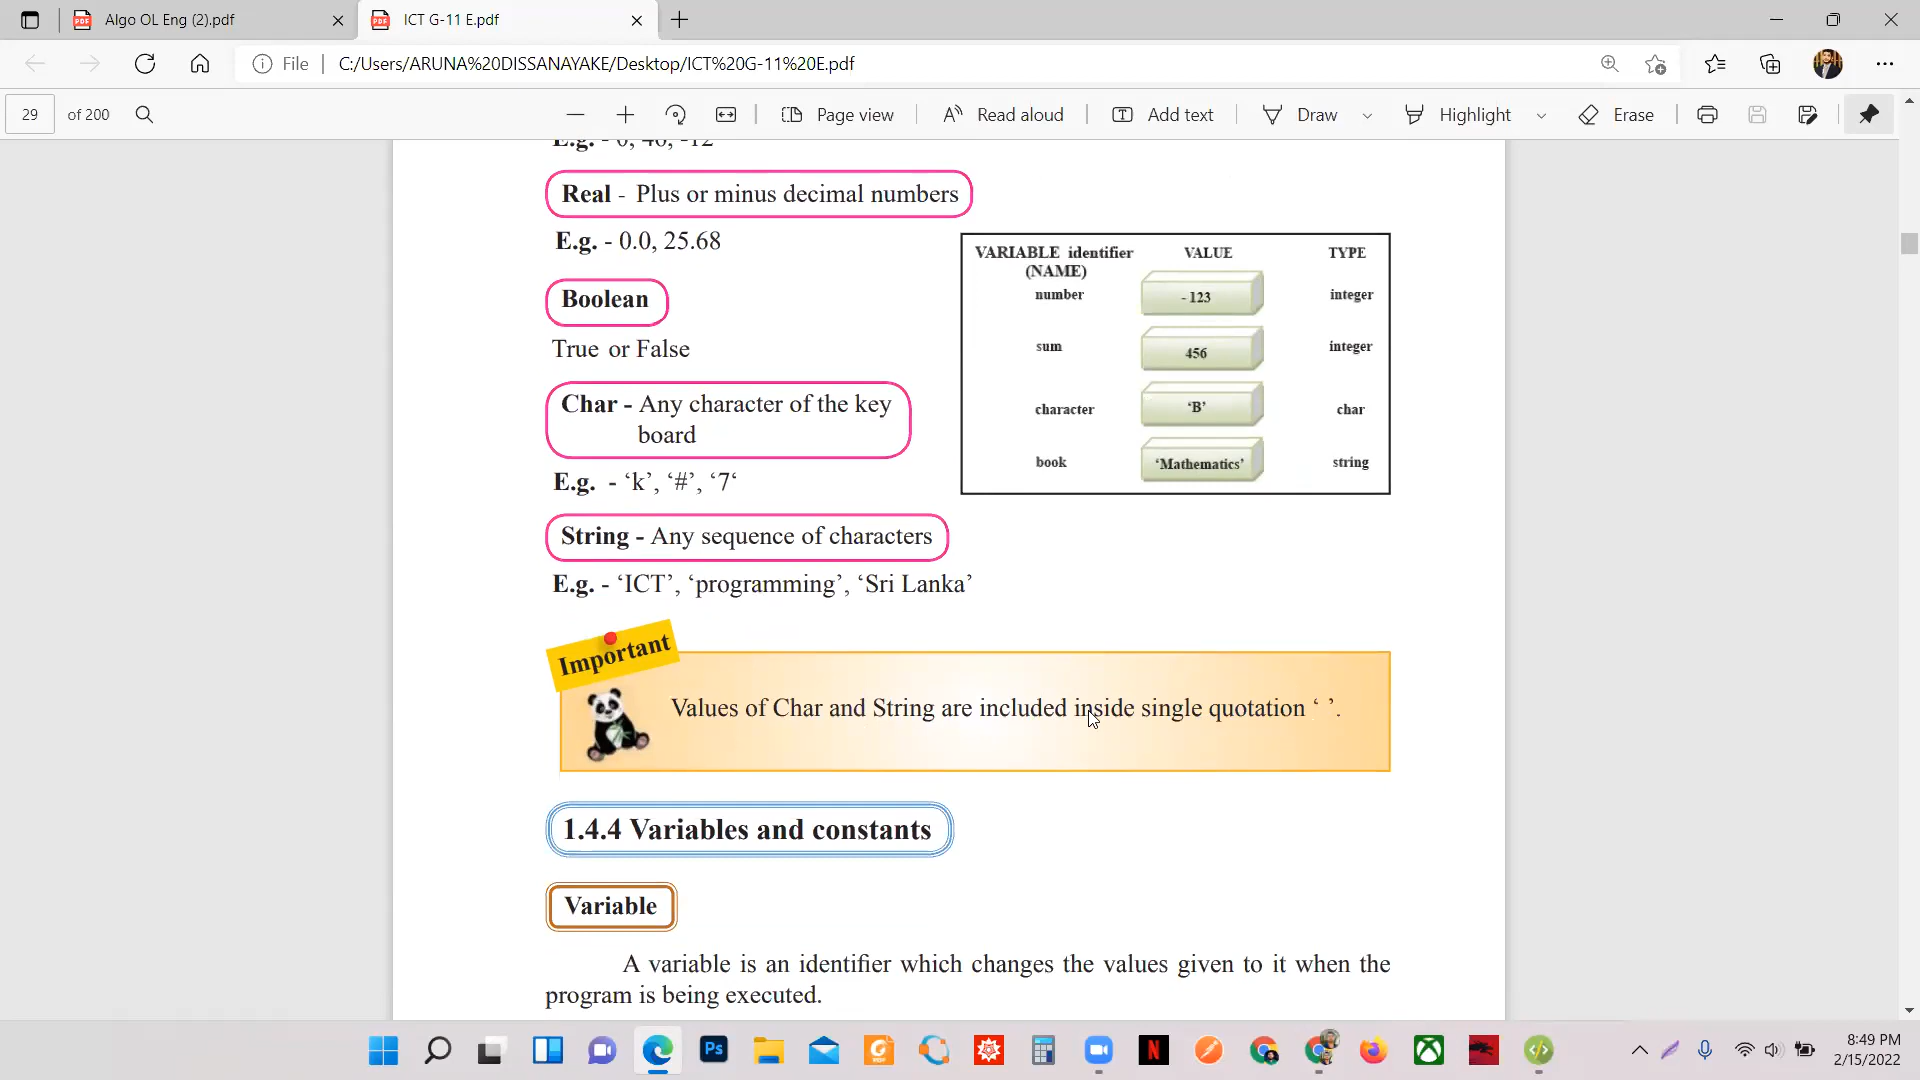 Algo OL Eng (2).pdf
ICT G-11 E.pdf
File
C:/Users/ARUNA%20DISSANAYAKE/Desktop/ICT%20G-11%20E.pdf
29 of 200
Page view
Read aloud
Add text
Draw
Highlight
Erase
E.g. - 0, 46, -12
Real - Plus or minus decimal numbers
E.g. - 0.0, 25.68
Boolean
True or False
Char - Any character of the key
board
E.g. - ‘k’, ‘#’, ‘7‘
String - Any sequence of characters
E.g. - ‘ICT’, ‘programming’, ‘Sri Lanka’
VARIABLE identifier VALUE TYPE
(NAME)
number - 123 integer
sum 456 integer
character ‘B’ char
book ‘Mathematics’ string
Important
Values of Char and String are included inside single quotation ‘ ’.
1.4.4 Variables and constants
Variable
A variable is an identifier which changes the values given to it when the
program is being executed.
Ps
N
8:49 PM
2/15/2022